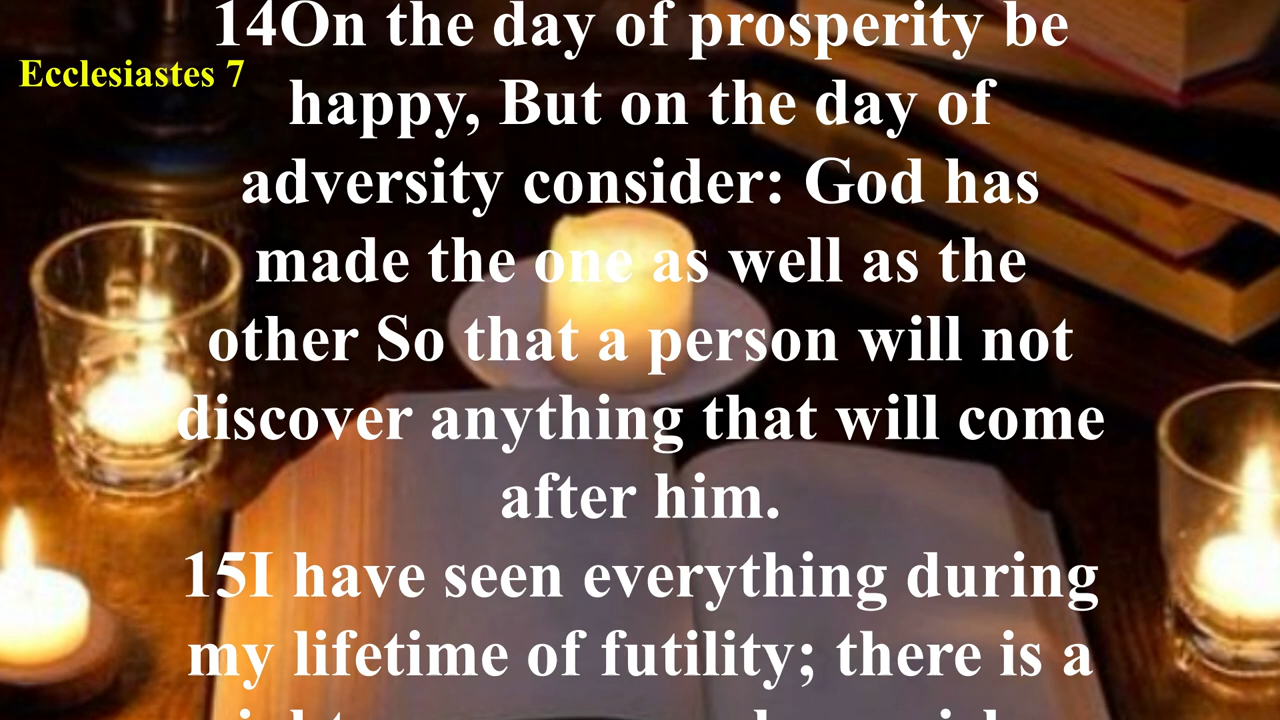 14On the day of prosperity be
Ecclesiastes 7
happy, But on the day of
adversity consider: God has
made the one as well as the
other So that a person will not
discover anything that will come
after him.
15I have seen everything during
my lifetime of futility; there is a